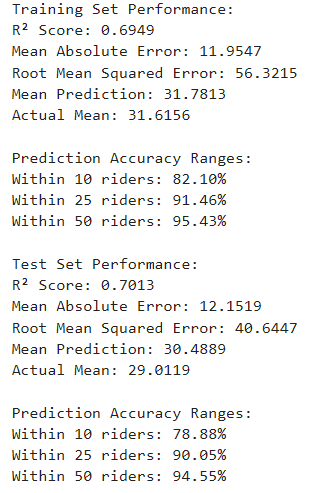 Training Set Performance:
R² Score: 0.6949
Mean Absolute Error: 11.9547
Root Mean Squared Error: 56.3215
Mean Prediction: 31.7813
Actual Mean: 31.6156
Prediction Accuracy Ranges:
Within 10 riders: 82.10%
Within 25 riders: 91.46%
Within 50 riders: 95.43%
Test Set Performance:
R² Score: 0.7013
Mean Absolute Error: 12.1519
Root Mean Squared Error: 40.6447
Mean Prediction: 30.4889
Actual Mean: 29.0119
Prediction Accuracy Ranges:
Within 10 riders: 78.88%
Within 25 riders: 90.05%
Within 50 riders: 94.55%